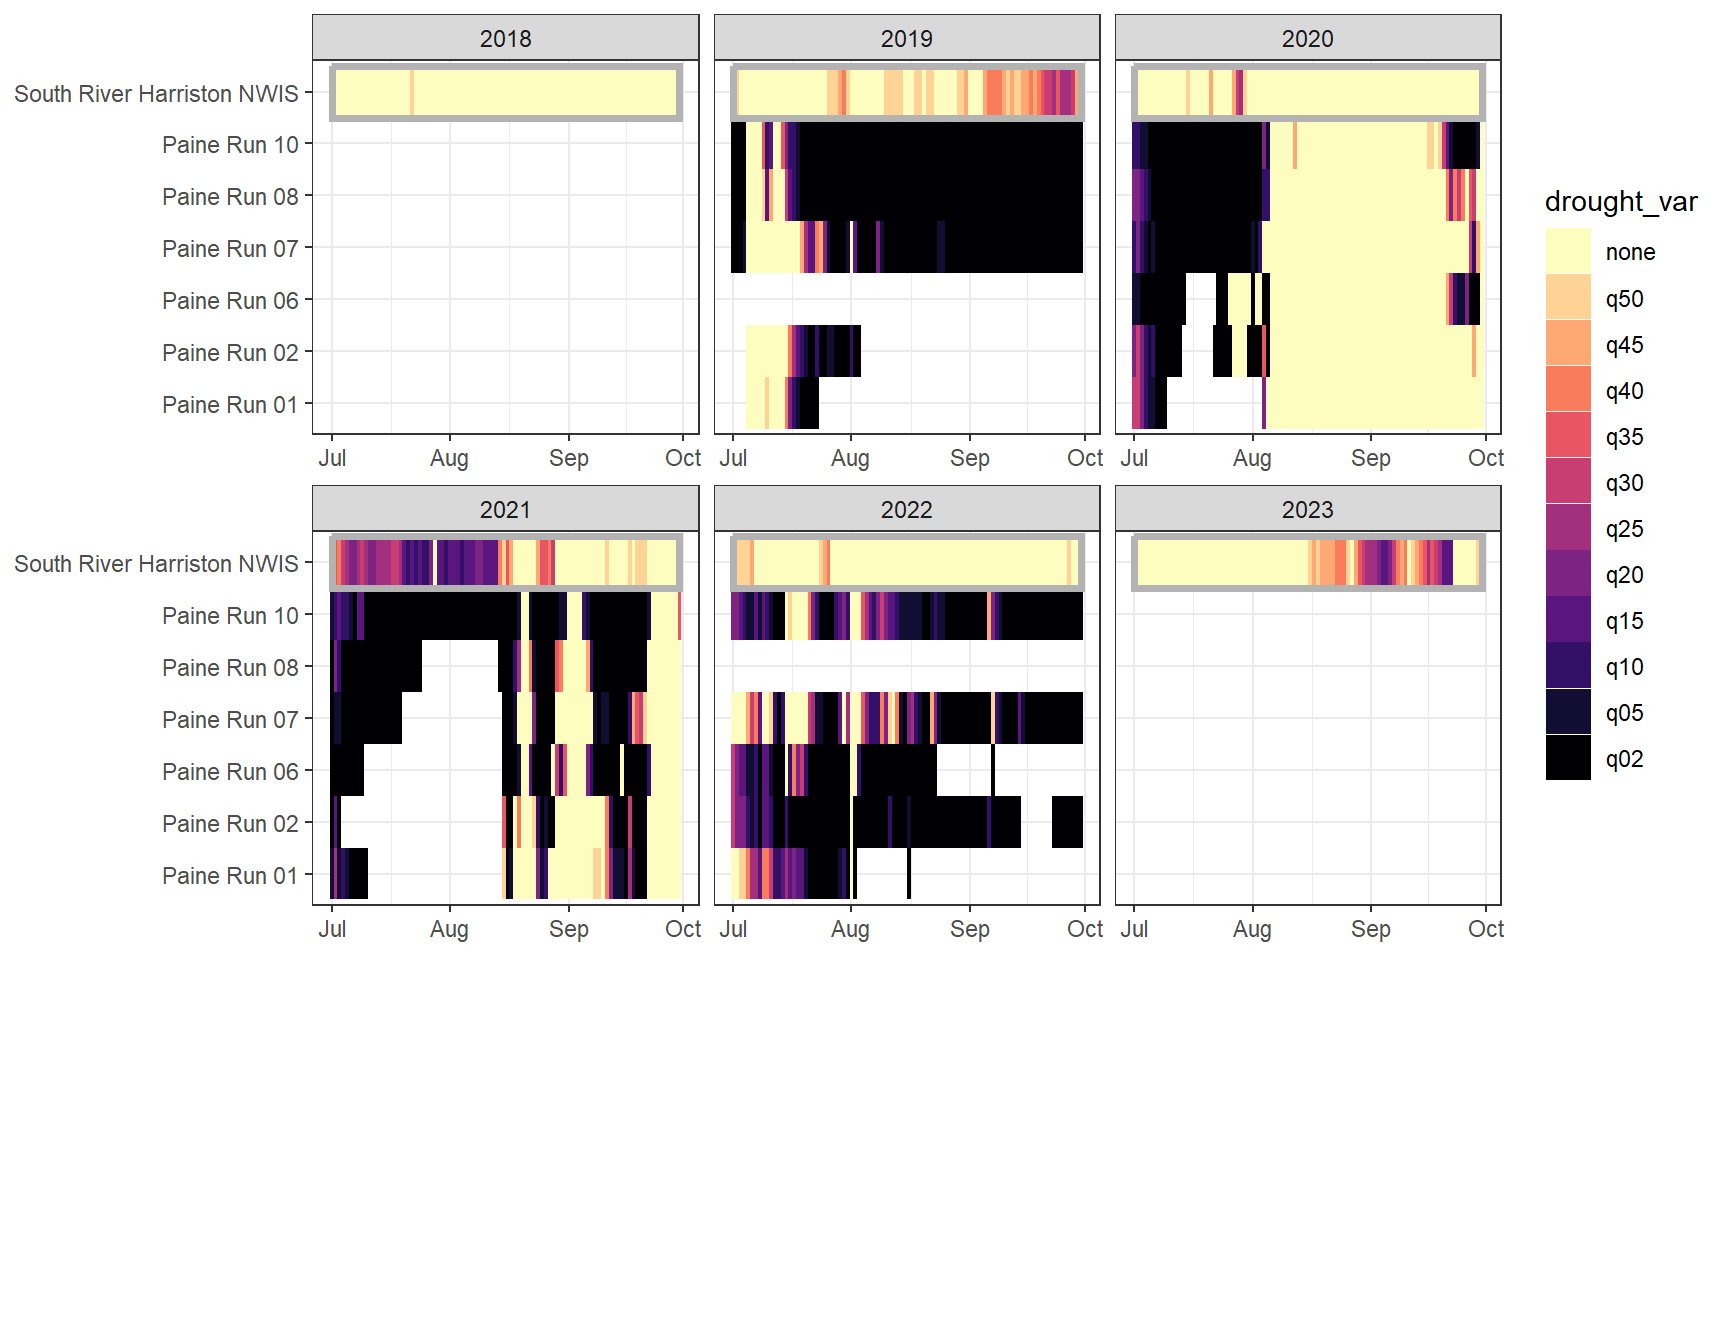 2018 2019 2020
South River Harriston NWIS
Paine Run 10
Paine Run 08
Paine Run 07
Paine Run 06
Paine Run 02
Paine Run 01
Jul Aug Sep Oct Jul Aug Sep Oct Jul Aug Sep Oct
2021 2022 2023
South River Harriston NWIS
Paine Run 10
Paine Run 08
Paine Run 07
Paine Run 06
Paine Run 02
Paine Run 01
Jul Aug Sep Oct Jul Aug Sep Oct Jul Aug Sep Oct
drought_var
none
q50
q45
q40
q35
q30
q25
q20
q15
q10
q05
q02